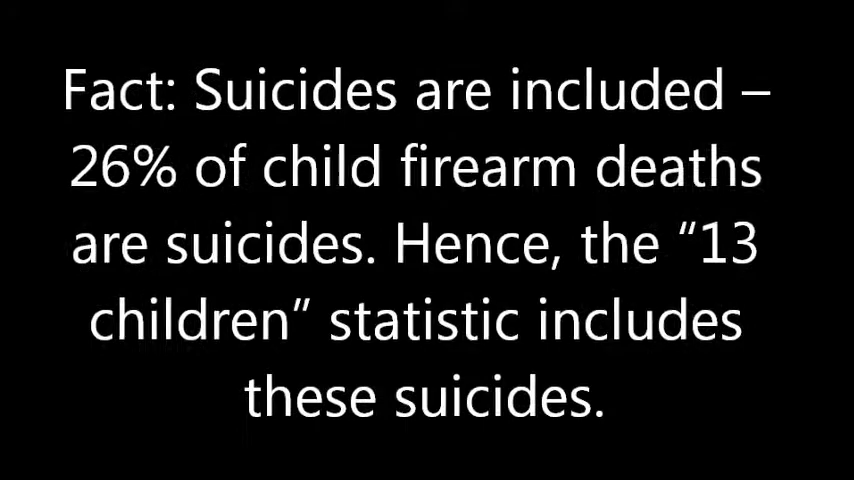 Fact: Suicides are included –
26% of child firearm deaths
are suicides. Hence, the “13
children” statistic includes
these suicides.